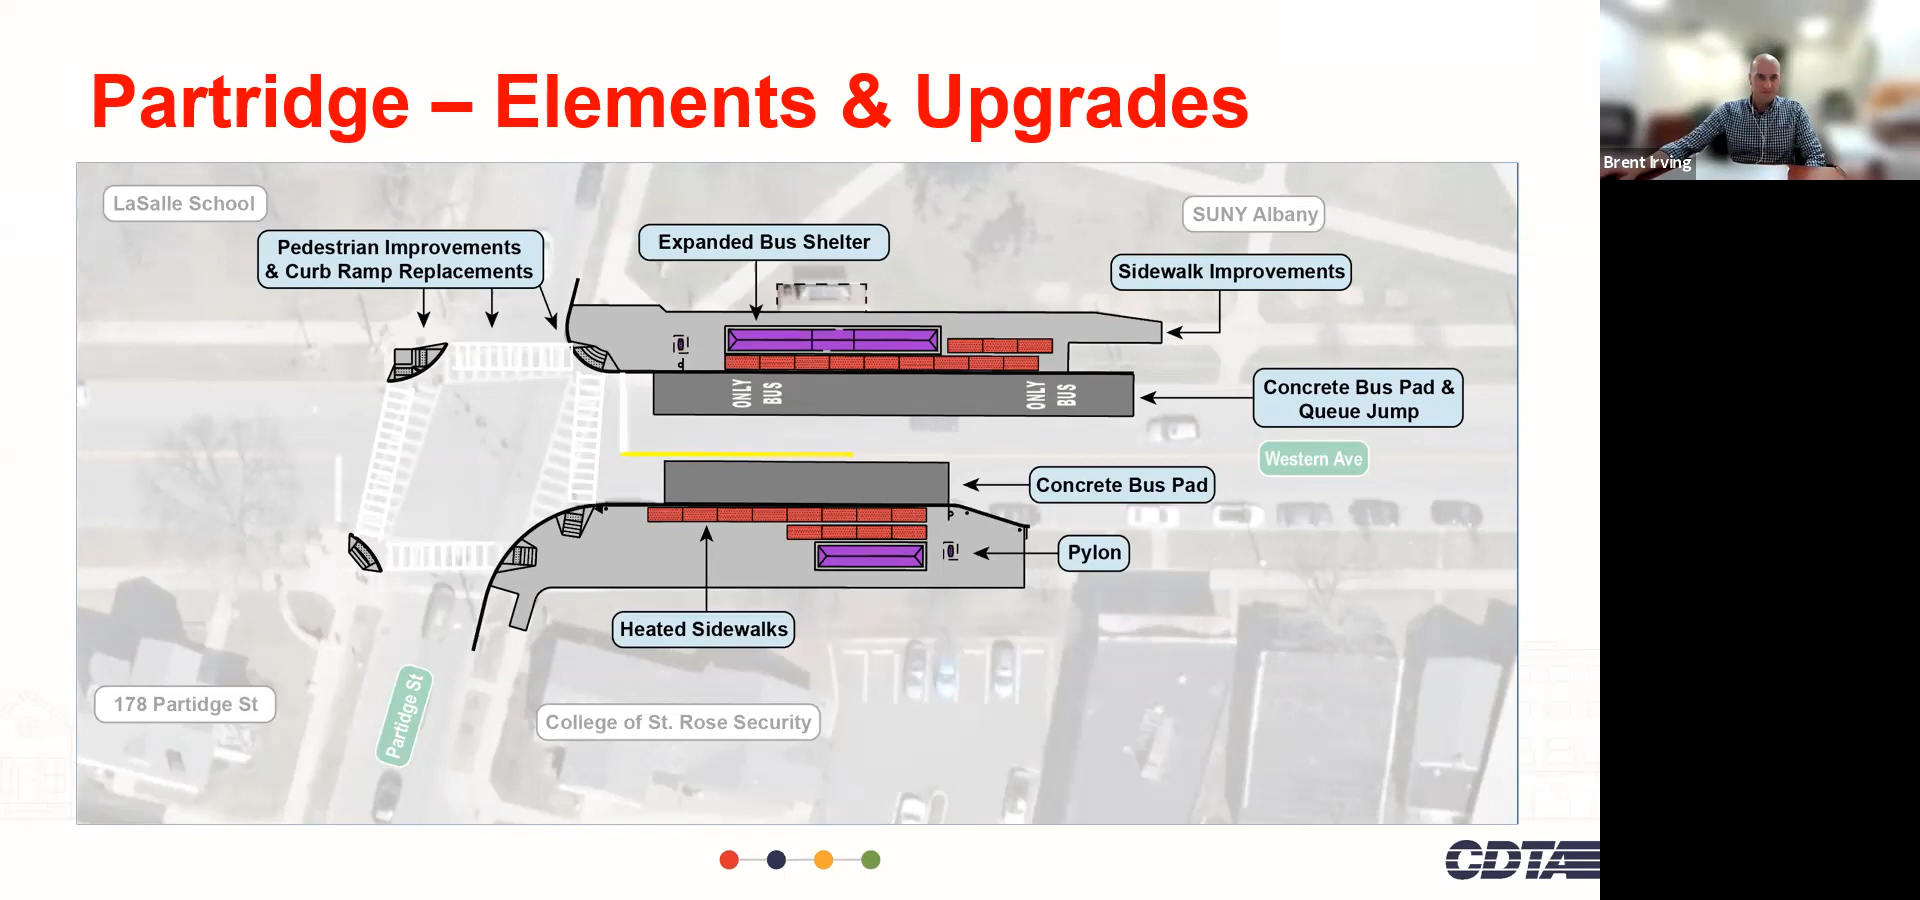 Partridge – Elements & Upgrades
Brent Irving
LaSalle School
SUNY Albany
Pedestrian Improvements
& Curb Ramp Replacements
Expanded Bus Shelter
Sidewalk Improvements
ONLY
BUS
ONLY
BUS
Concrete Bus Pad &
Queue Jump
Western Ave
Concrete Bus Pad
Pylon
Heated Sidewalks
178 Partidge St
Partidge St
College of St. Rose Security
CDTA